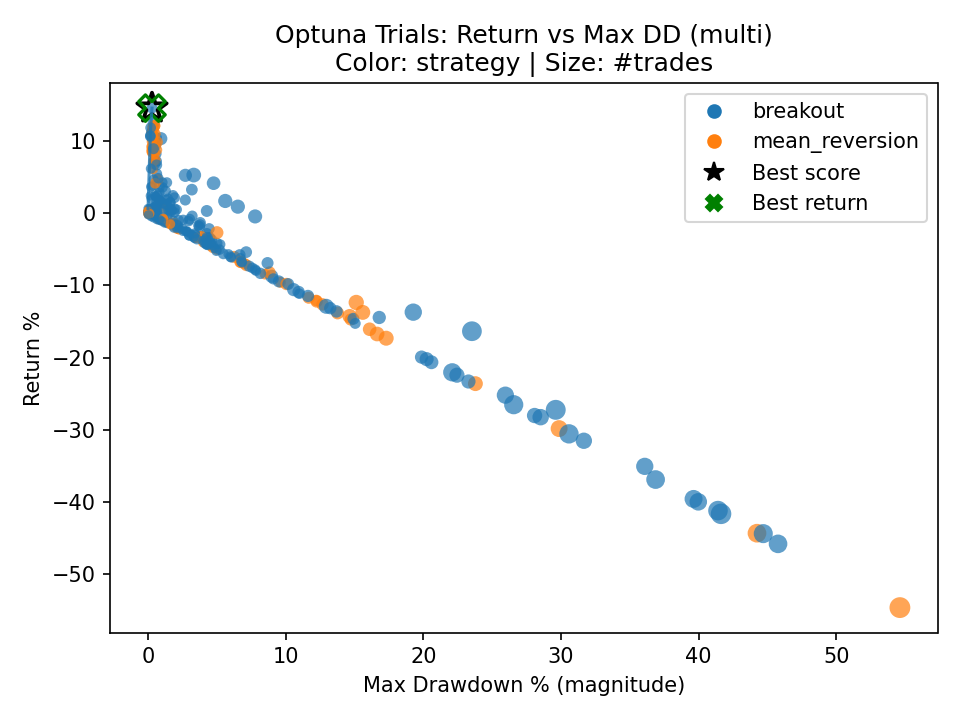 Optuna Trials: Return vs Max DD (multi)
Color: strategy | Size: #trades
breakout
mean_reversion
Best score
Best return
Return %
10
0
−10
−20
−30
−40
−50
0 10 20 30 40 50
Max Drawdown % (magnitude)